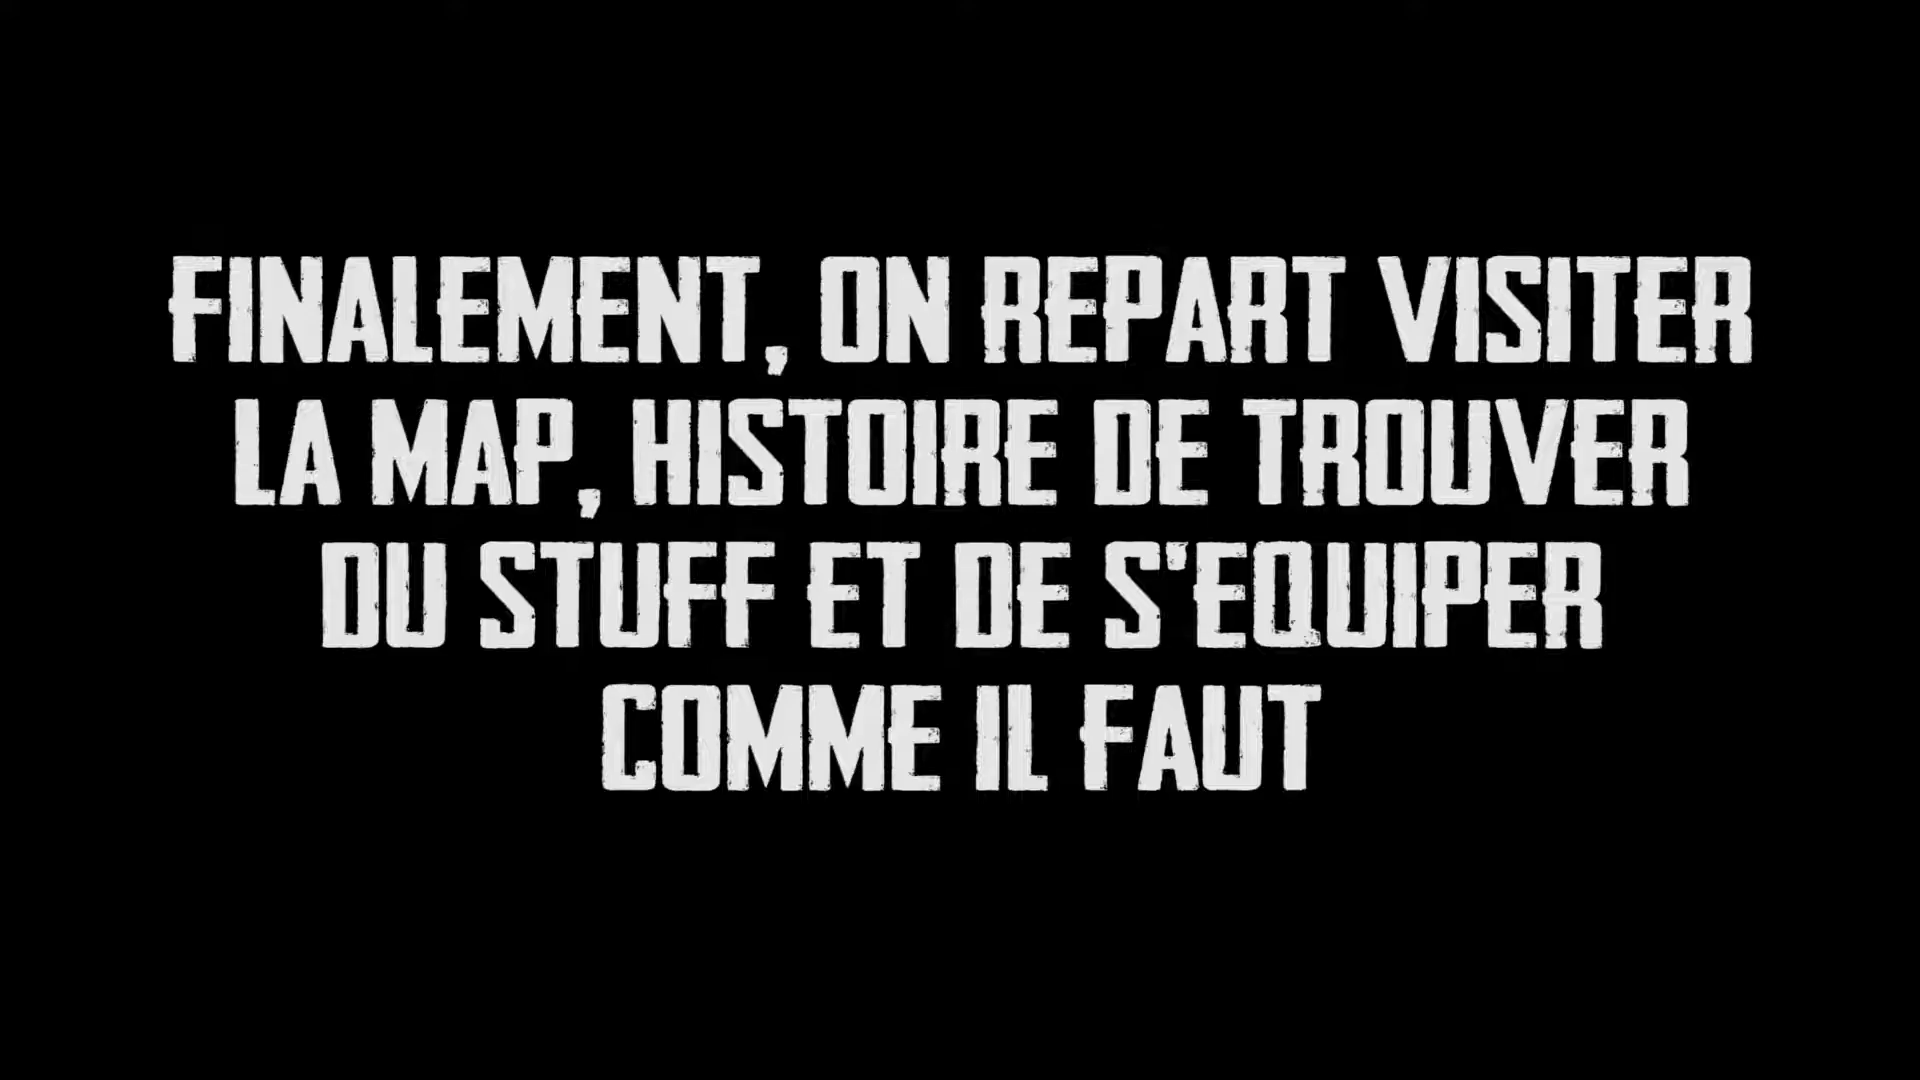 FINALEMENT, ON REPART VISITER
LA MAP, HISTOIRE DE TROUVER
DU STUFF ET DE S'EQUIPER
COMME IL FAUT